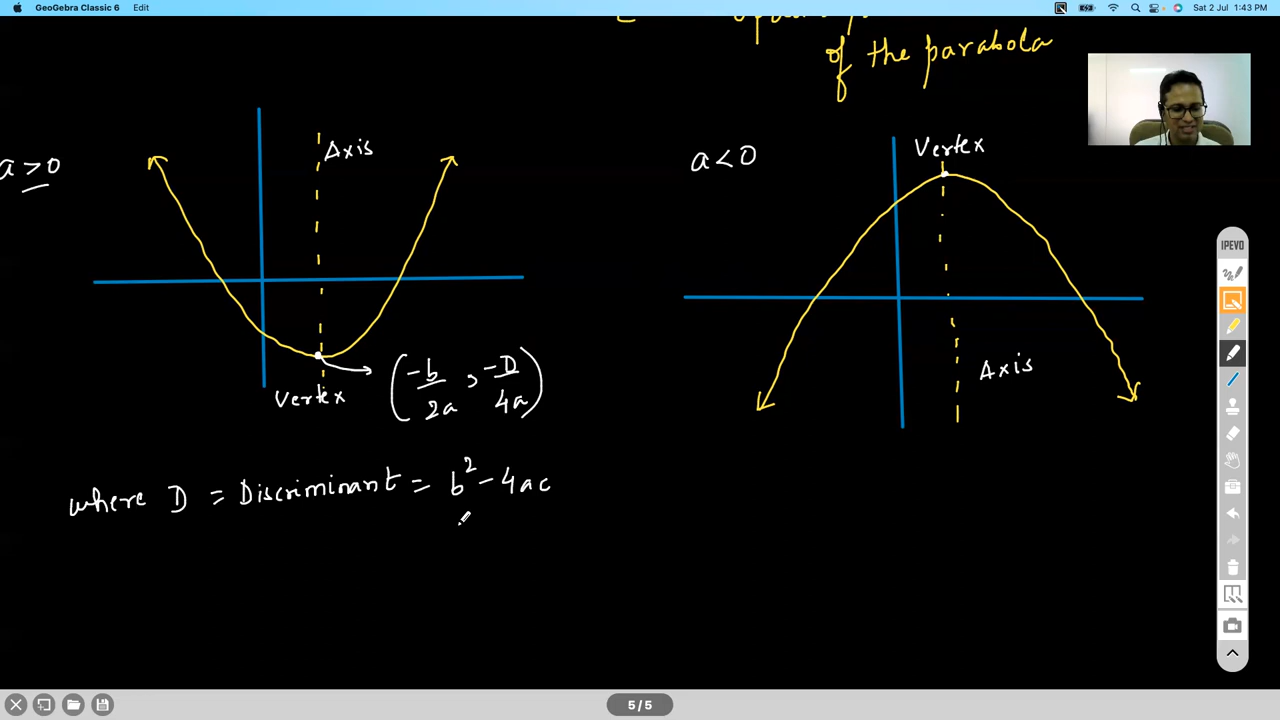 GeoGebra Classic 6 Edit Sat 2 Jul 1:43 PM
of the parabola
a > 0
Axis
Vertex
(-b/2a, -D/4a)
where D = Discriminant = b² - 4ac
a < 0
Vertex
Axis
IPEVO
5 / 5